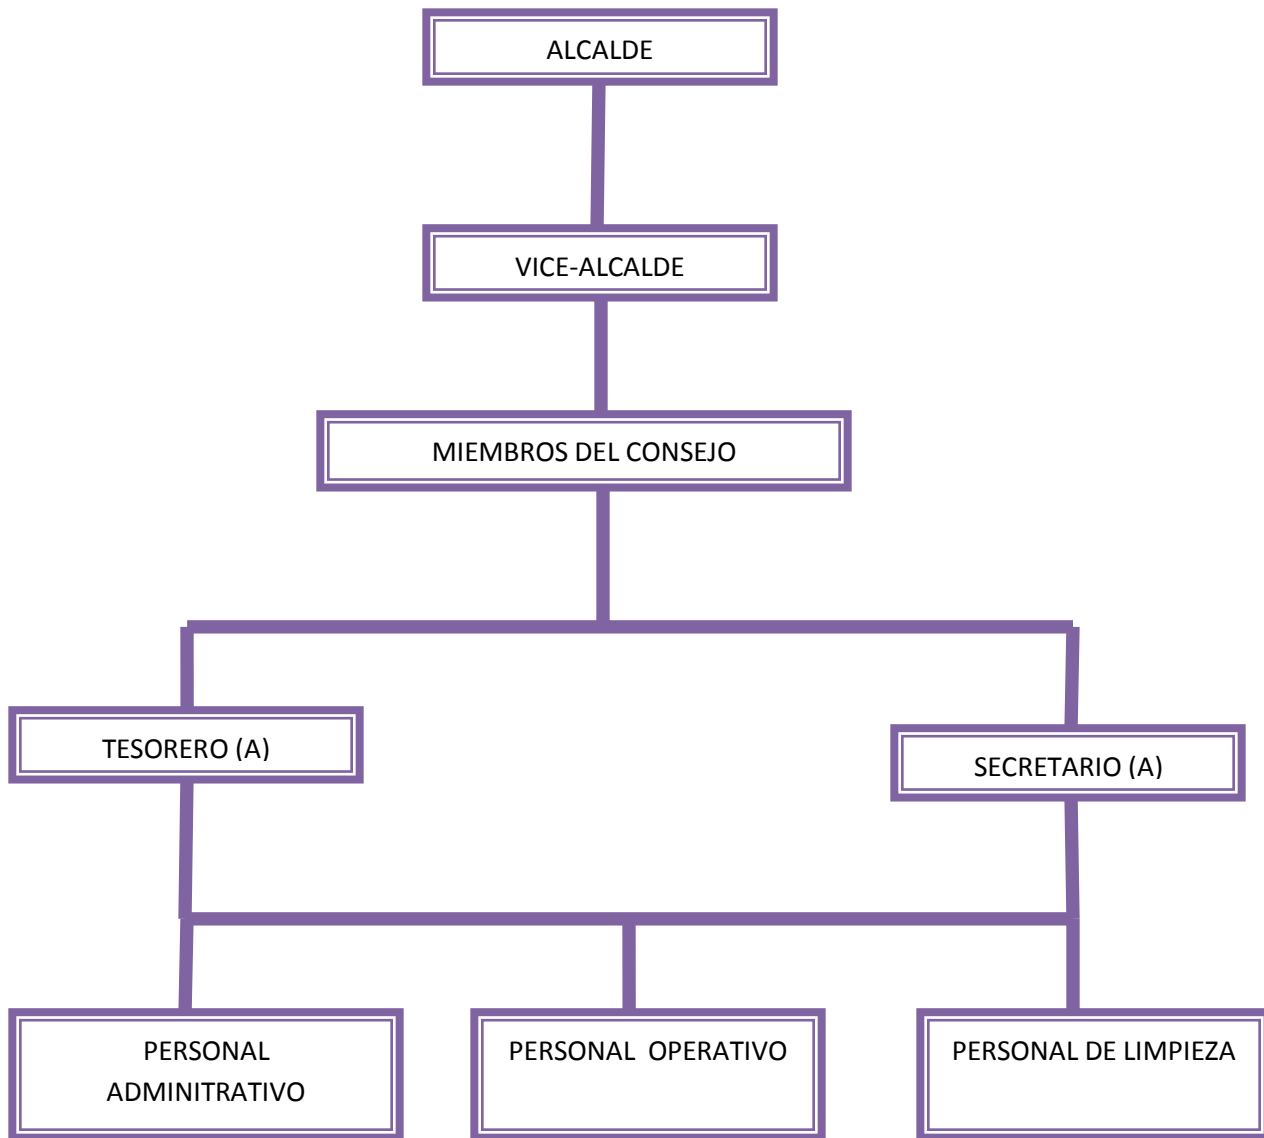 ALCALDE
VICE-ALCALDE
MIEMBROS DEL CONSEJO
TESORERO (A)
SECRETARIO (A)
PERSONAL
ADMINITRATIVO
PERSONAL OPERATIVO
PERSONAL DE LIMPIEZA